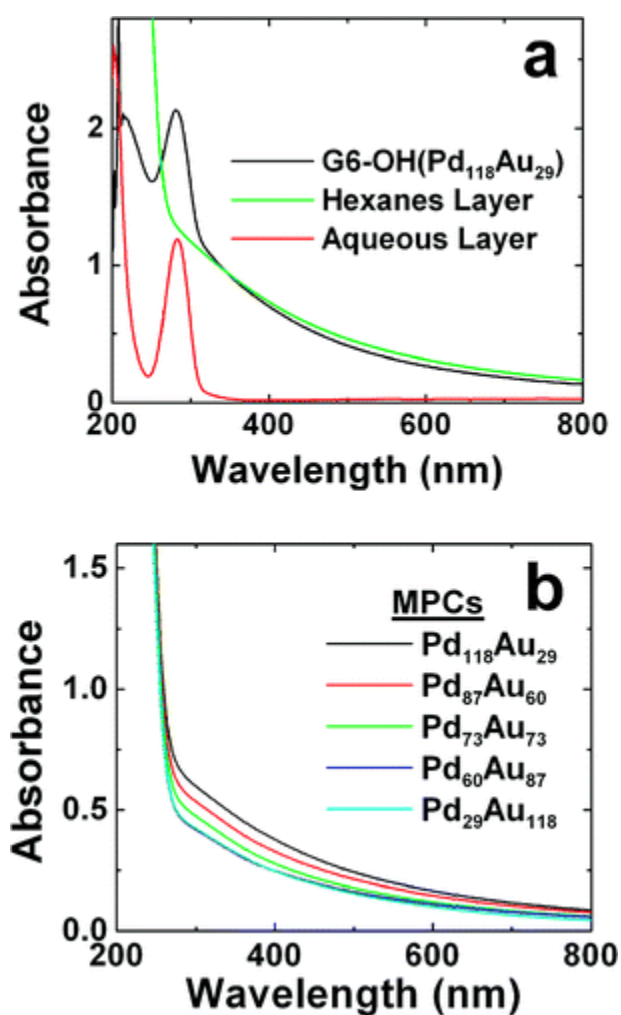 a
2
1
0
Absorbance
G6-OH(Pd₁₁₈Au₂₉)
Hexanes Layer
Aqueous Layer
200 400 600 800
Wavelength (nm)
b
1.5
1.0
0.5
0.0
Absorbance
MPCs
Pd₁₁₈Au₂₉
Pd₈₇Au₆₀
Pd₇₃Au₇₃
Pd₆₀Au₈₇
Pd₂₉Au₁₁₈
200 400 600 800
Wavelength (nm)